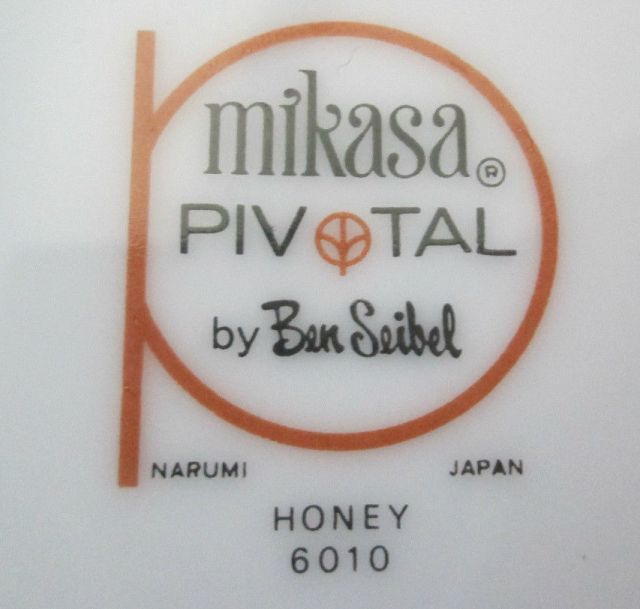 mikasa ®
PIVOTAL
by Ben Seibel
NARUMI JAPAN
HONEY
6010